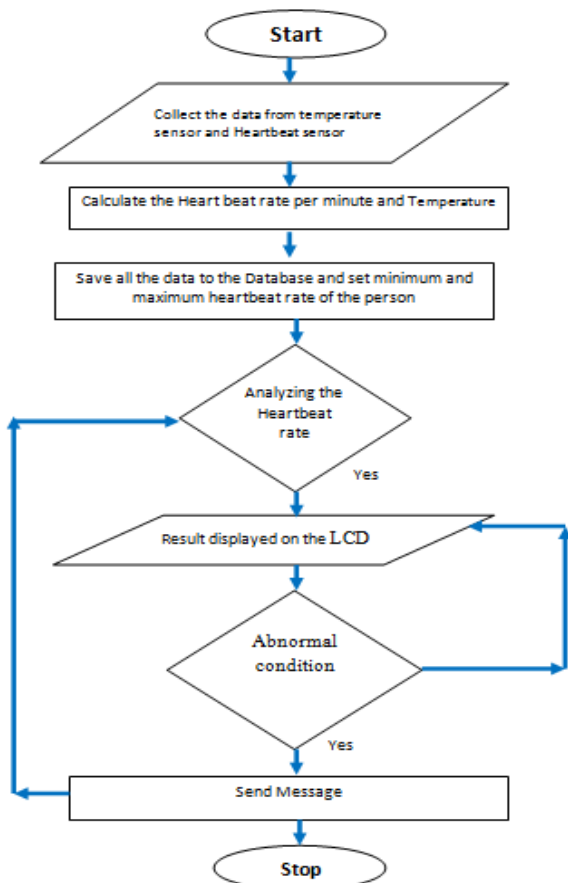 Start
Collect the data from temperature
sensor and Heartbeat sensor
Calculate the Heart beat rate per minute and Temperature
Save all the data to the Database and set minimum and
maximum heartbeat rate of the person
Analyzing the
Heartbeat
rate
Yes
Result displayed on the LCD
Abnormal
condition
Yes
Send Message
Stop